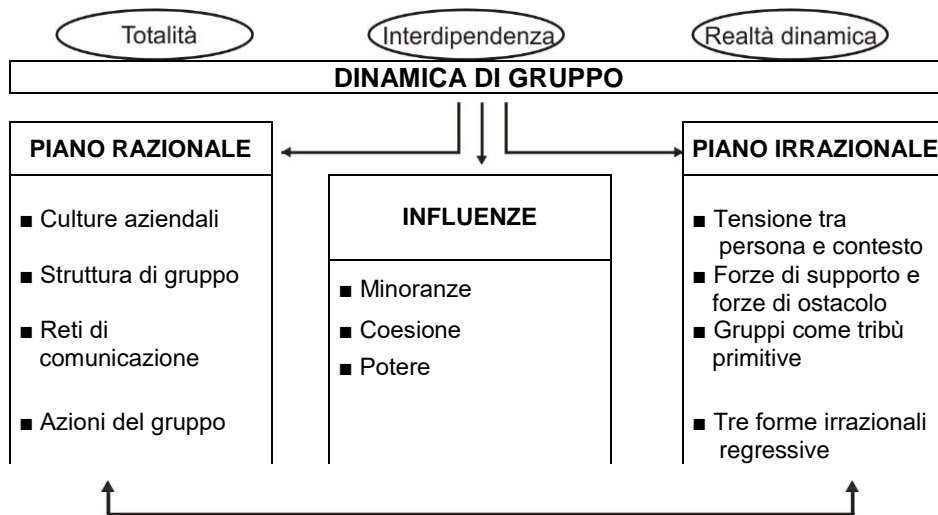 Totalità
Interdipendenza
Realtà dinamica
DINAMICA DI GRUPPO
PIANO RAZIONALE
■ Culture aziendali
■ Struttura di gruppo
■ Reti di
comunicazione
■ Azioni del gruppo
INFLUENZE
■ Minoranze
■ Coesione
■ Potere
PIANO IRRAZIONALE
■ Tensione tra
persona e contesto
■ Forze di supporto e
forze di ostacolo
■ Gruppi come tribù
primitive
■ Tre forme irrazionali
regressive